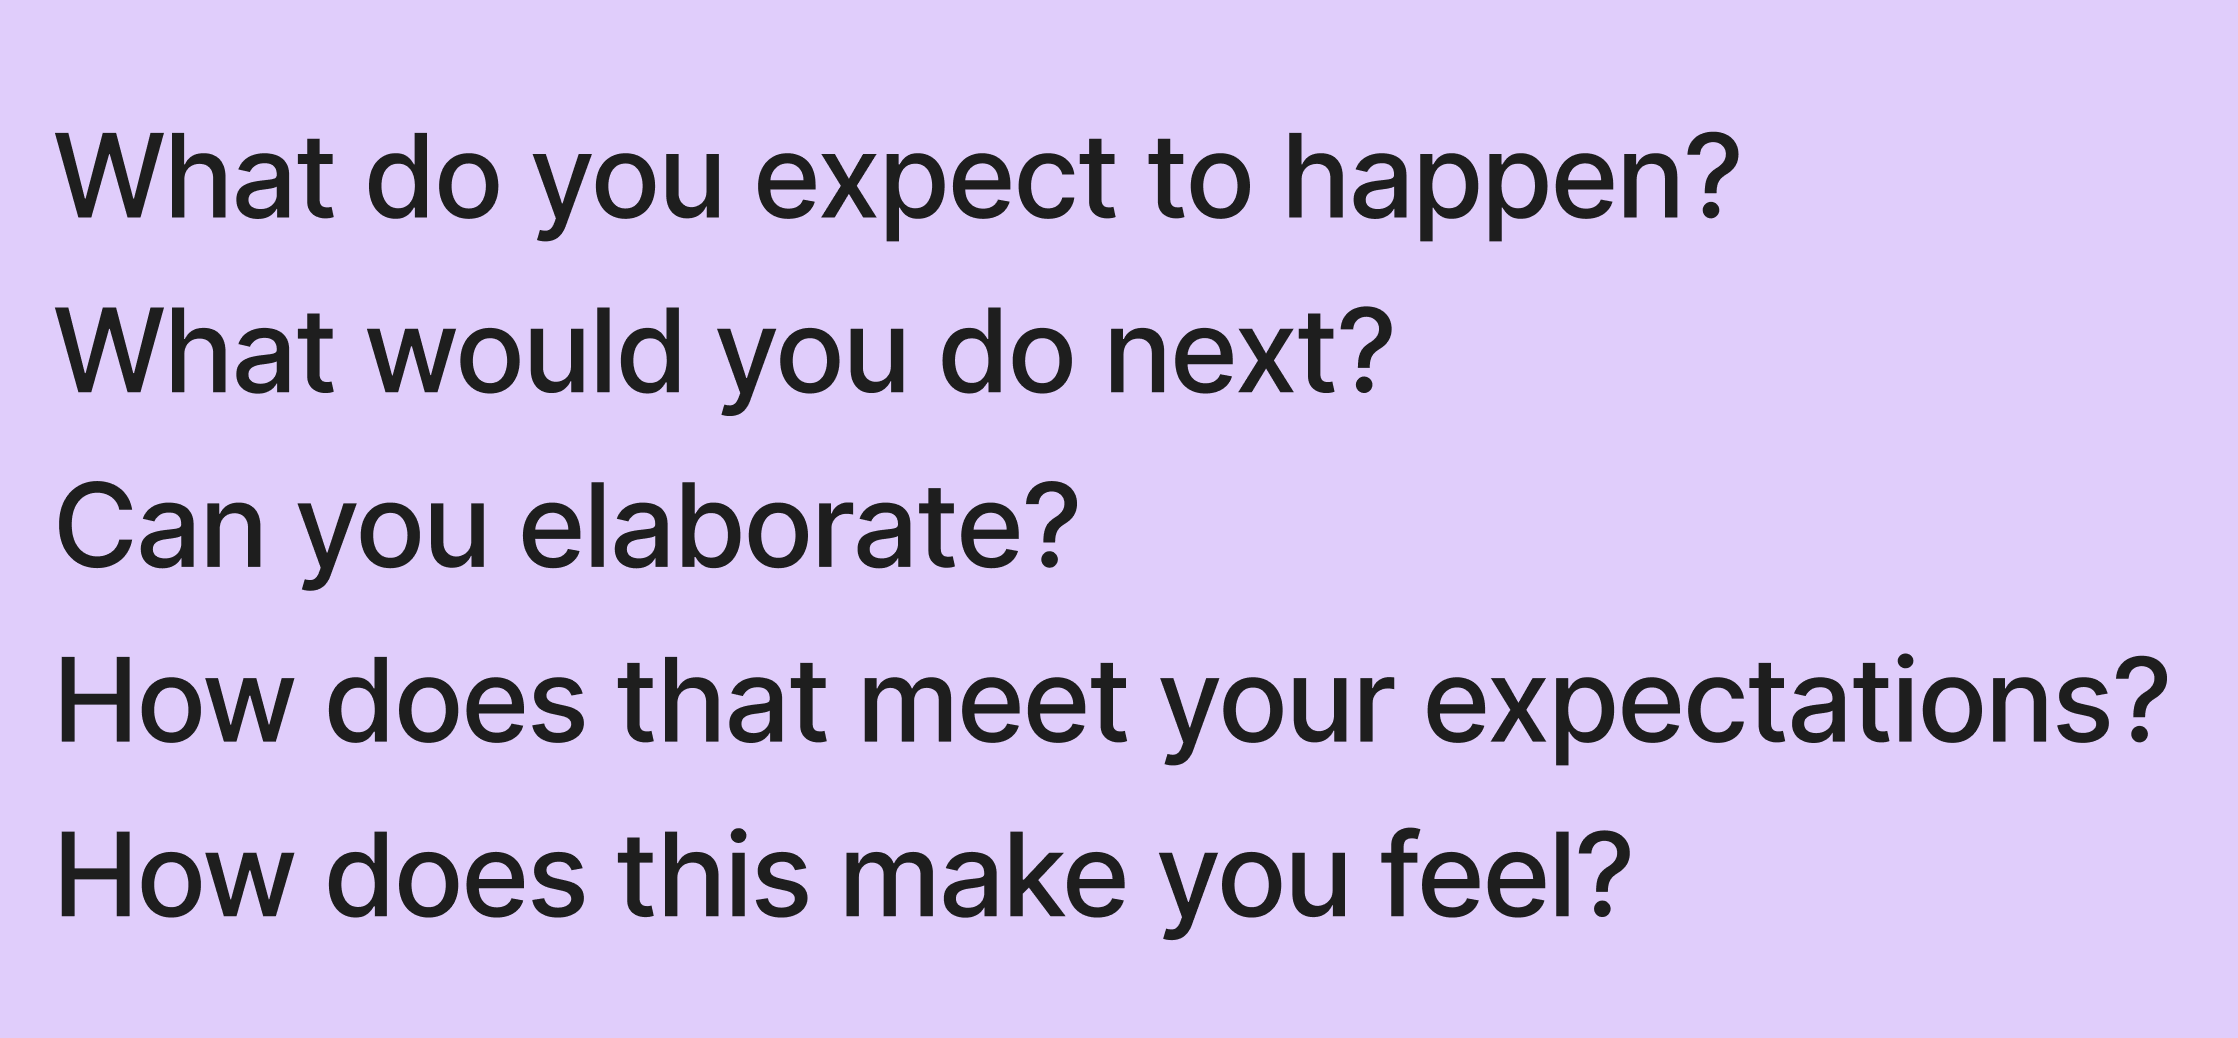 What do you expect to happen?
What would you do next?
Can you elaborate?
How does that meet your expectations?
How does this make you feel?